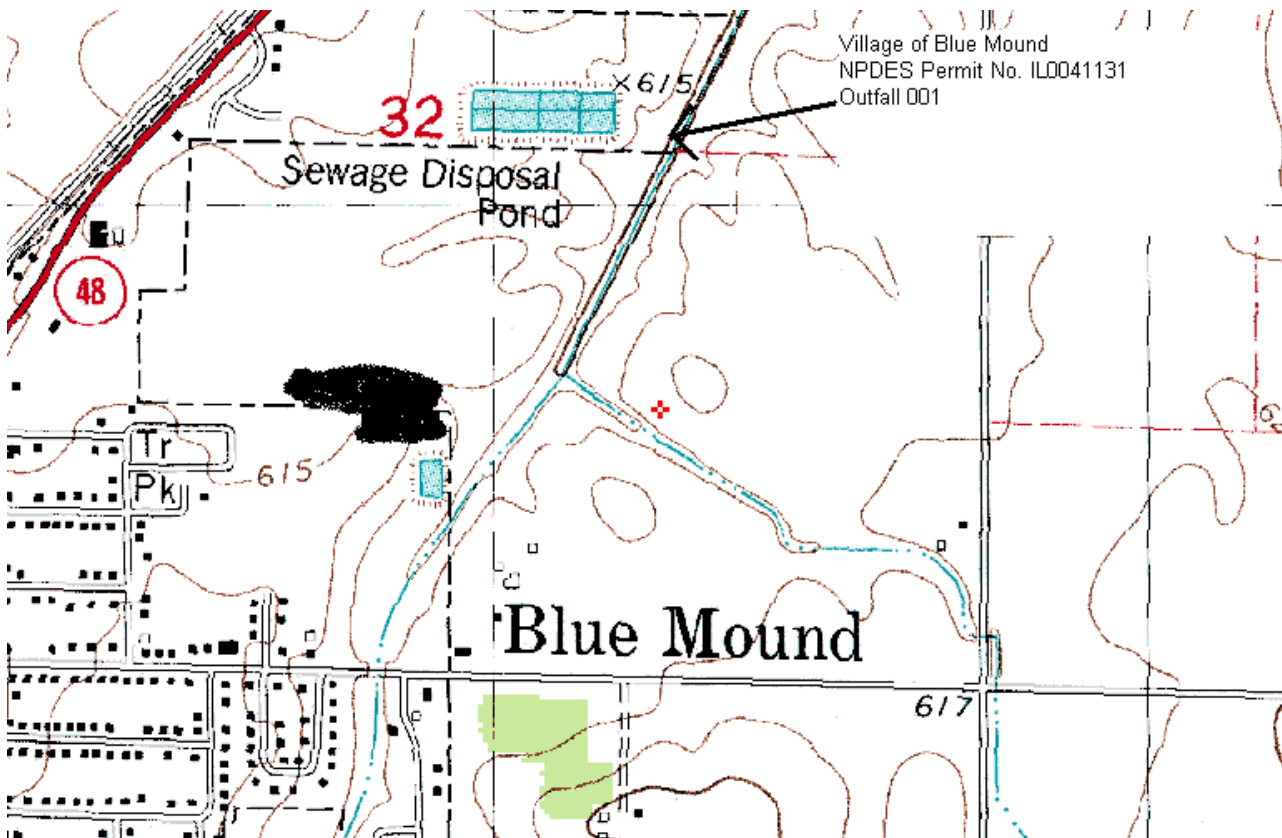 Village of Blue Mound
NPDES Permit No. IL0041131
Outfall 001
×615
32
Sewage Disposal
Pond
48
Tr
Pk
615
Blue Mound
617